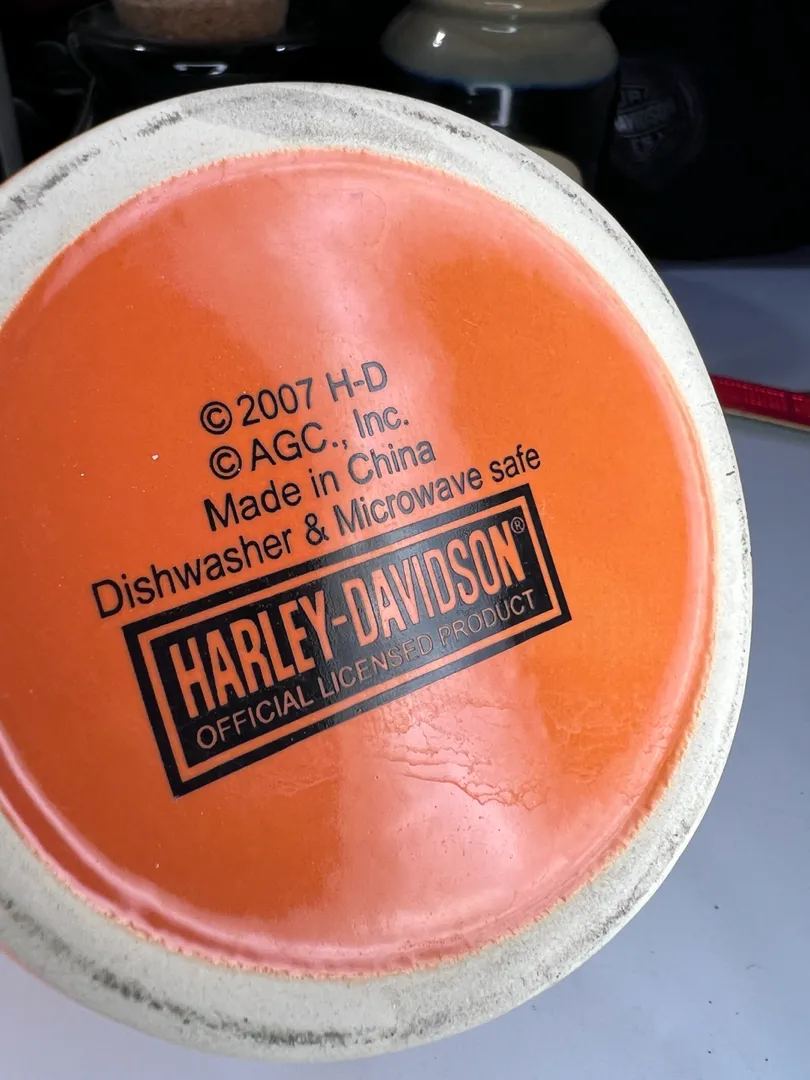 © 2007 H-D
© AGC., Inc.
Made in China
Dishwasher & Microwave safe
HARLEY-DAVIDSON®
OFFICIAL LICENSED PRODUCT